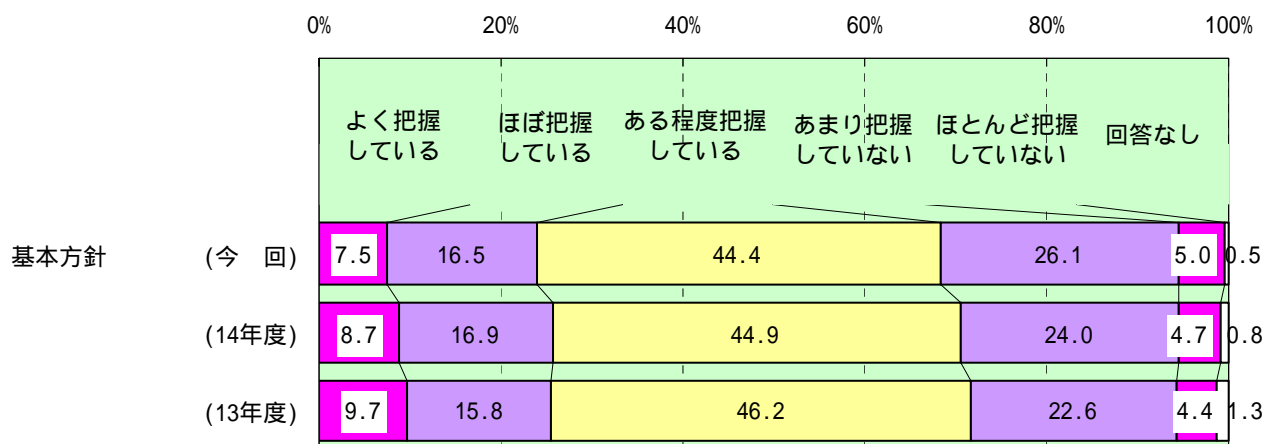 0% 20% 40% 60% 80% 100%
よく把握 ほぼ把握 ある程度把握 あまり把握 ほとんど把握 回答なし
している している している していない していない
基本方針 (今　回) 7.5 16.5 44.4 26.1 5.0 0.5
(14年度) 8.7 16.9 44.9 24.0 4.7 0.8
(13年度) 9.7 15.8 46.2 22.6 4.4 1.3